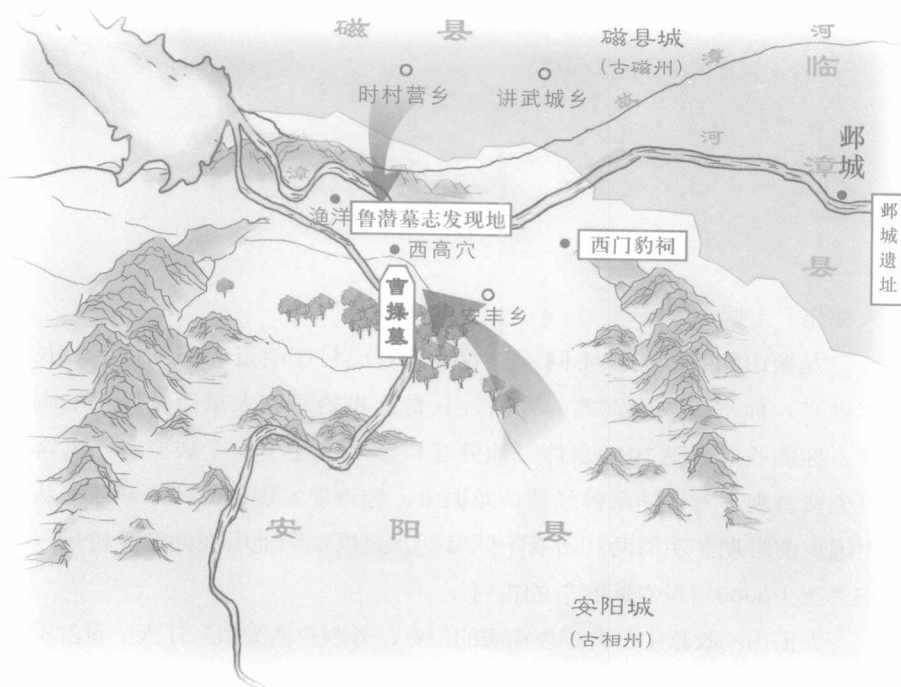 磁 县
磁县城
(古磁州)
河
漳
故
临
漳
县
时村营乡
讲武城乡
河
邺城
邺城遗址
漳
渔洋
鲁潜墓志发现地
西门豹祠
西高穴
曹操墓
安丰乡
安 阳 县
安阳城
(古相州)